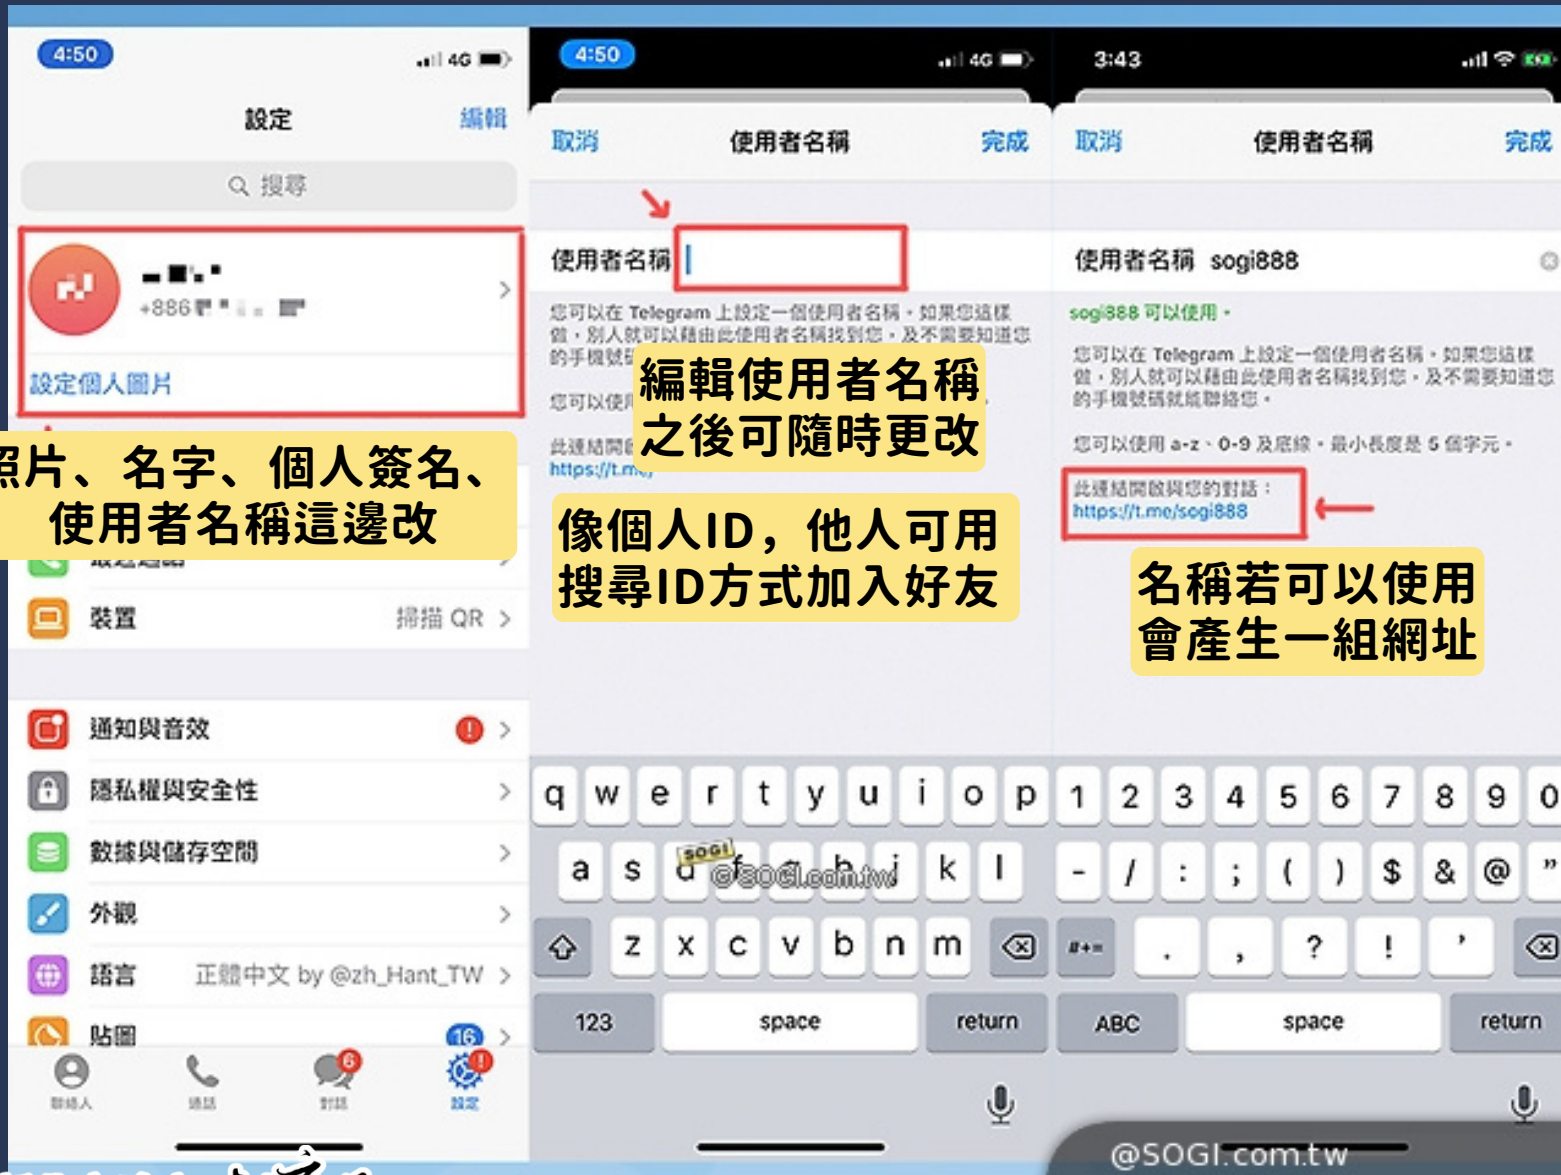 4:50
4G
設定
編輯
搜尋
+886
設定個人圖片
照片、名字、個人簽名、
使用者名稱這邊改
裝置
掃描 QR
通知與音效
隱私權與安全性
數據與儲存空間
外觀
語言
正體中文 by @zh_Hant_TW
貼圖
16
6
聯絡人
通話
對話
設定
4:50
4G
取消
使用者名稱
完成
使用者名稱
您可以在 Telegram 上設定一個使用者名稱。如果您這樣
做，別人就可以藉由此使用者名稱找到您，及不需要知道您
的手機號碼
編輯使用者名稱
之後可隨時更改
您可以使用
此連結開啟
https://t.me/
像個人ID，他人可用
搜尋ID方式加入好友
q w e r t y u i o p
a s d f g h j k l
SOGI
@SOGI.com.tw
z x c v b n m
123
space
return
3:43
取消
使用者名稱
完成
使用者名稱 sogi888
sogi888 可以使用。
您可以在 Telegram 上設定一個使用者名稱。如果您這樣
做，別人就可以藉由此使用者名稱找到您，及不需要知道您
的手機號碼就能聯絡您。
您可以使用 a-z、0-9 及底線。最小長度是 5 個字元。
此連結開啟與您的對話：
https://t.me/sogi888
名稱若可以使用
會產生一組網址
1 2 3 4 5 6 7 8 9 0
- / : ; ( ) $ & @ ”
#+= . , ? ! ’
ABC
space
return
@SOGI.com.tw